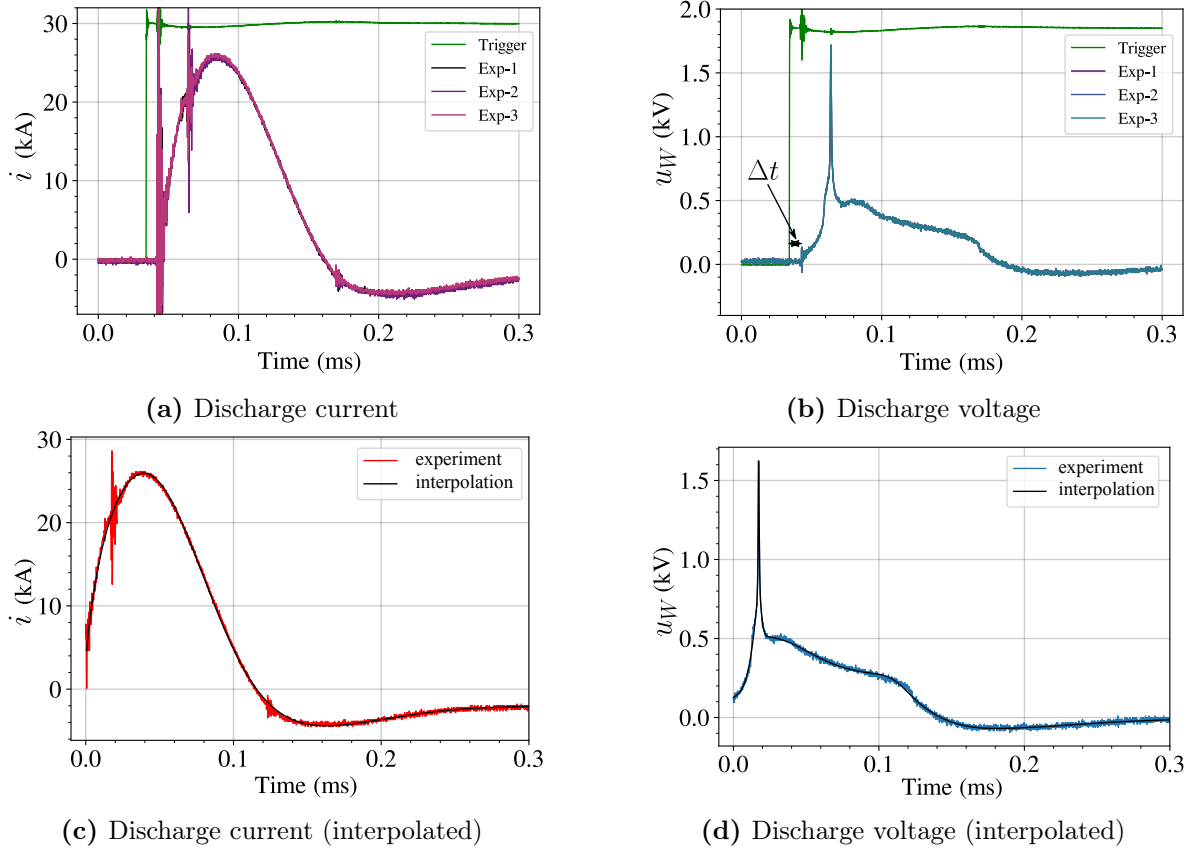 30
20
10
0
i (kA)
0.0 0.1 0.2 0.3
Time (ms)
Trigger
Exp-1
Exp-2
Exp-3
(a) Discharge current
2.0
1.5
1.0
0.5
0.0
u_W (kV)
Δt
0.0 0.1 0.2 0.3
Time (ms)
Trigger
Exp-1
Exp-2
Exp-3
(b) Discharge voltage
30
20
10
0
i (kA)
0.0 0.1 0.2 0.3
Time (ms)
experiment
interpolation
(c) Discharge current (interpolated)
1.5
1.0
0.5
0.0
u_W (kV)
0.0 0.1 0.2 0.3
Time (ms)
experiment
interpolation
(d) Discharge voltage (interpolated)